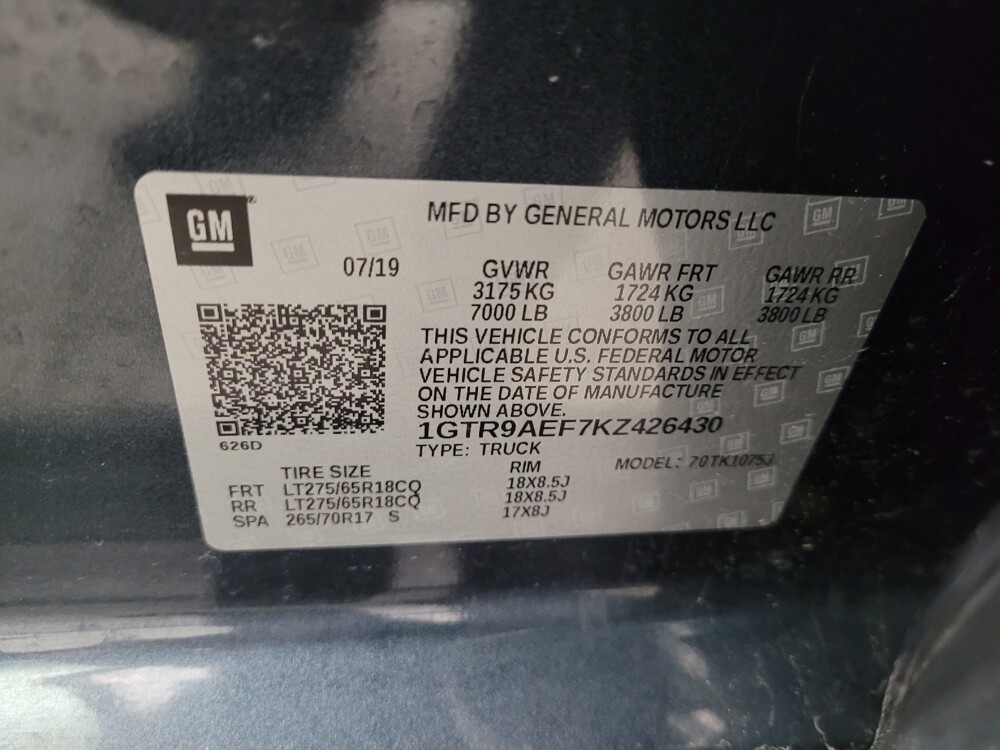 GM
MFD BY GENERAL MOTORS LLC
07/19 GVWR GAWR FRT GAWR RR
3175 KG 1724 KG 1724 KG
7000 LB 3800 LB 3800 LB
THIS VEHICLE CONFORMS TO ALL
APPLICABLE U.S. FEDERAL MOTOR
VEHICLE SAFETY STANDARDS IN EFFECT
ON THE DATE OF MANUFACTURE
SHOWN ABOVE.
1GTR9AEF7KZ426430
626D
TYPE: TRUCK
TIRE SIZE RIM MODEL: 70TK10753
FRT LT275/65R18CQ 18X8.5J
RR LT275/65R18CQ 18X8.5J
SPA 265/70R17 S 17X8J